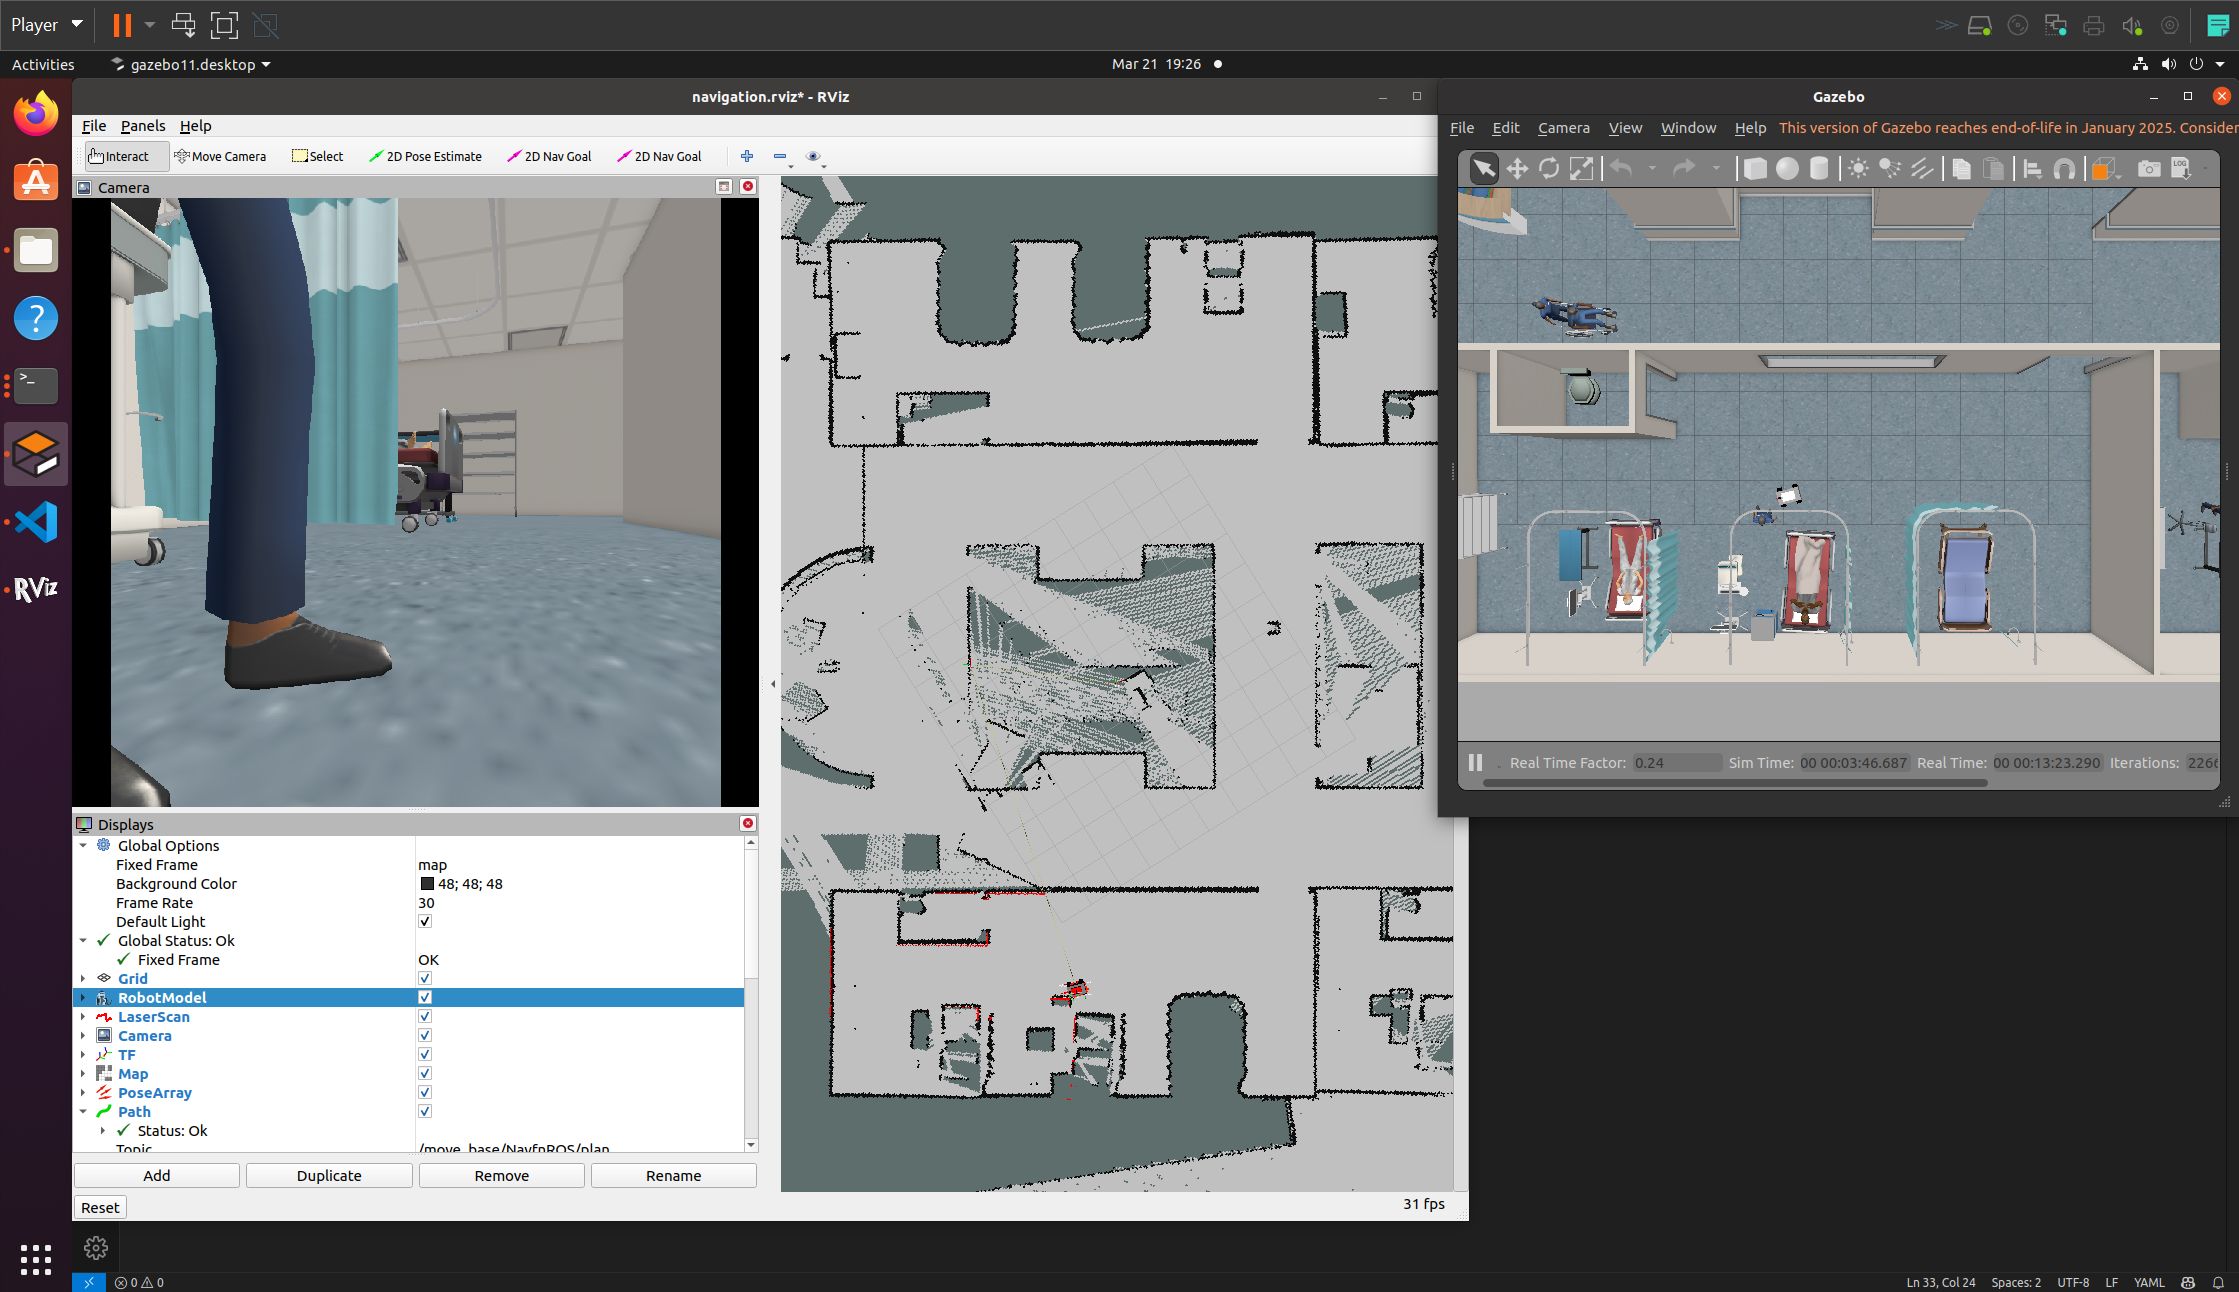 Player
Activities
gazebo11.desktop
Mar 21 19:26
navigation.rviz* - RViz
File Panels Help
Interact Move Camera Select 2D Pose Estimate 2D Nav Goal 2D Nav Goal
Camera
Displays
Global Options
Fixed Frame map
Background Color 48; 48; 48
Frame Rate 30
Default Light
Global Status: Ok
Fixed Frame OK
Grid
RobotModel
LaserScan
Camera
TF
Map
PoseArray
Path
Status: Ok
Topic /move_base/NavfnROS/plan
Add Duplicate Remove Rename
Reset
31 fps
Gazebo
File Edit Camera View Window Help This version of Gazebo reaches end-of-life in January 2025. Consider
LOG
Real Time Factor: 0.24 Sim Time: 00 00:03:46.687 Real Time: 00 00:13:23.290 Iterations: 2266
RViz
0 0
Ln 33, Col 24 Spaces: 2 UTF-8 LF YAML